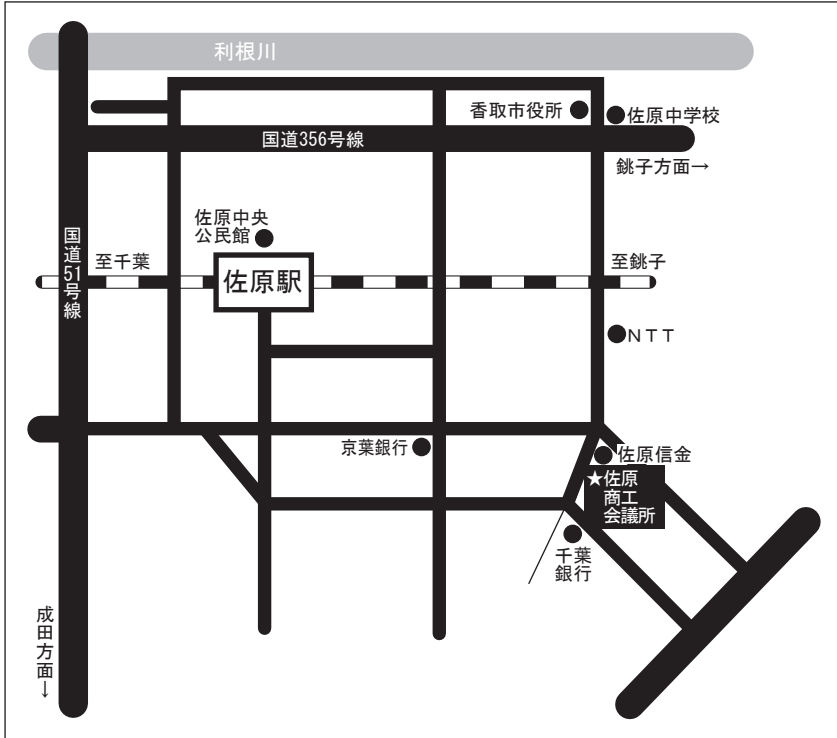 利根川
香取市役所
佐原中学校
国道356号線
銚子方面→
佐原中央
公民館
国道51号線
至千葉
佐原駅
至銚子
NTT
京葉銀行
佐原信金
★佐原
商工
会議所
千葉
銀行
成田方面↓